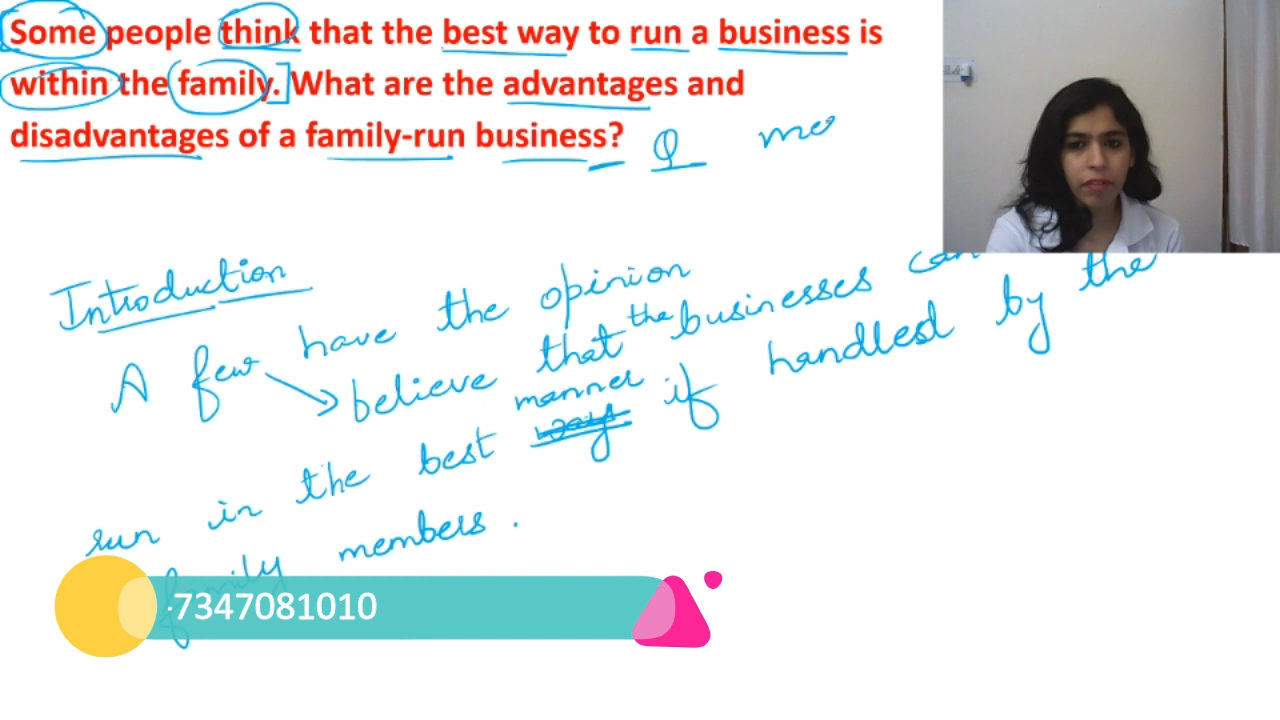 Some people think that the best way to run a business is
within the family. What are the advantages and
disadvantages of a family-run business?
Introduction
A few have the opinion
believe that the businesses can
run in the best manner if handled by the
family members.
-7347081010